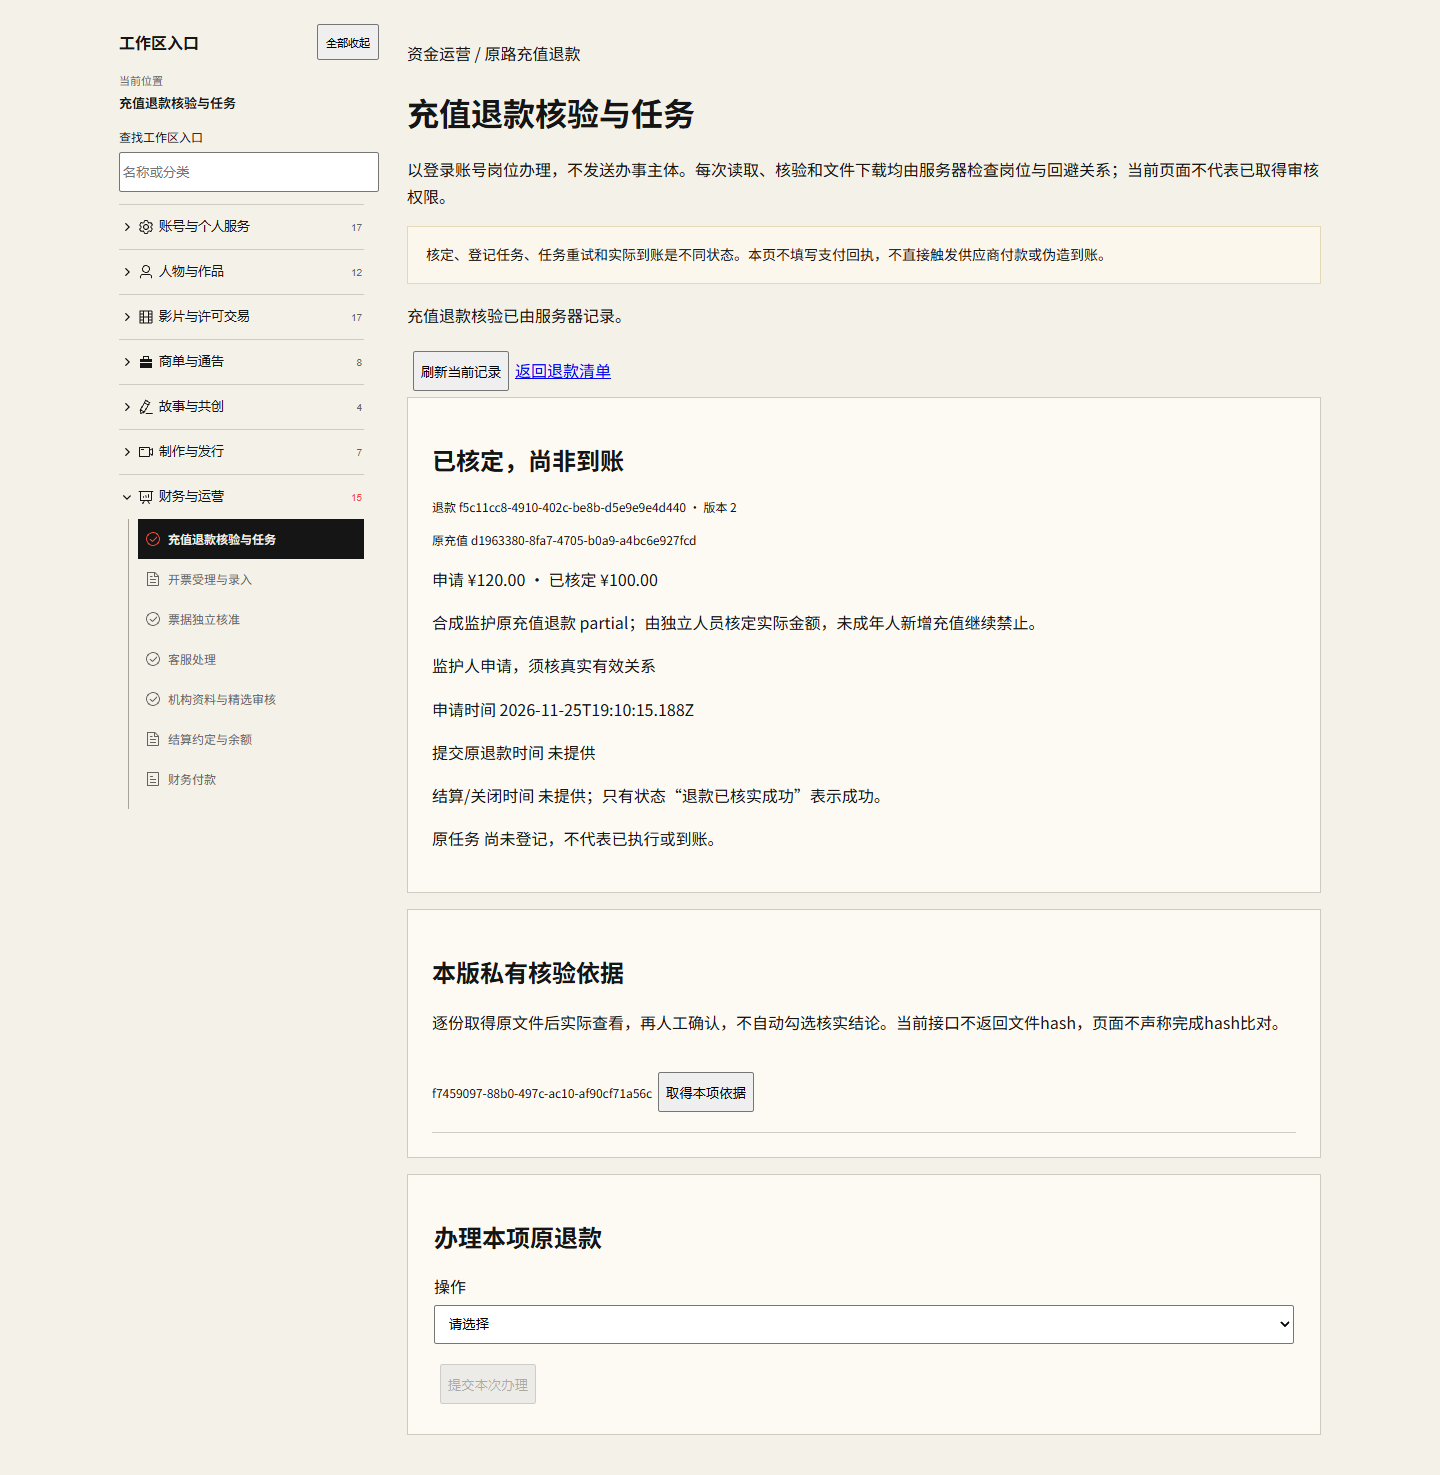 工作区入口
全部收起
当前位置
充值退款核验与任务
查找工作区入口
名称或分类
账号与个人服务 17
人物与作品 12
影片与许可交易 17
商单与通告 8
故事与共创 4
制作与发行 7
财务与运营 15
充值退款核验与任务
开票受理与录入
票据独立核准
客服处理
机构资料与精选审核
结算约定与余额
财务付款
资金运营 / 原路充值退款
充值退款核验与任务
以登录账号岗位办理，不发送办事主体。每次读取、核验和文件下载均由服务器检查岗位与回避关系；当前页面不代表已取得审核
权限。
核定、登记任务、任务重试和实际到账是不同状态。本页不填写支付回执，不直接触发供应商付款或伪造到账。
充值退款核验已由服务器记录。
刷新当前记录 返回退款清单
已核定，尚非到账
退款 f5c11cc8-4910-402c-be8b-d5e9e9e4d440 · 版本 2
原充值 d1963380-8fa7-4705-b0a9-a4bc6e927fcd
申请 ¥120.00 · 已核定 ¥100.00
合成监护原充值退款 partial；由独立人员核定实际金额，未成年人新增充值继续禁止。
监护人申请，须核真实有效关系
申请时间 2026-11-25T19:10:15.188Z
提交原退款时间 未提供
结算/关闭时间 未提供；只有状态“退款已核实成功”表示成功。
原任务 尚未登记，不代表已执行或到账。
本版私有核验依据
逐份取得原文件后实际查看，再人工确认，不自动勾选核实结论。当前接口不返回文件hash，页面不声称完成hash比对。
f7459097-88b0-497c-ac10-af90cf71a56c 取得本项依据
办理本项原退款
操作
请选择
提交本次办理